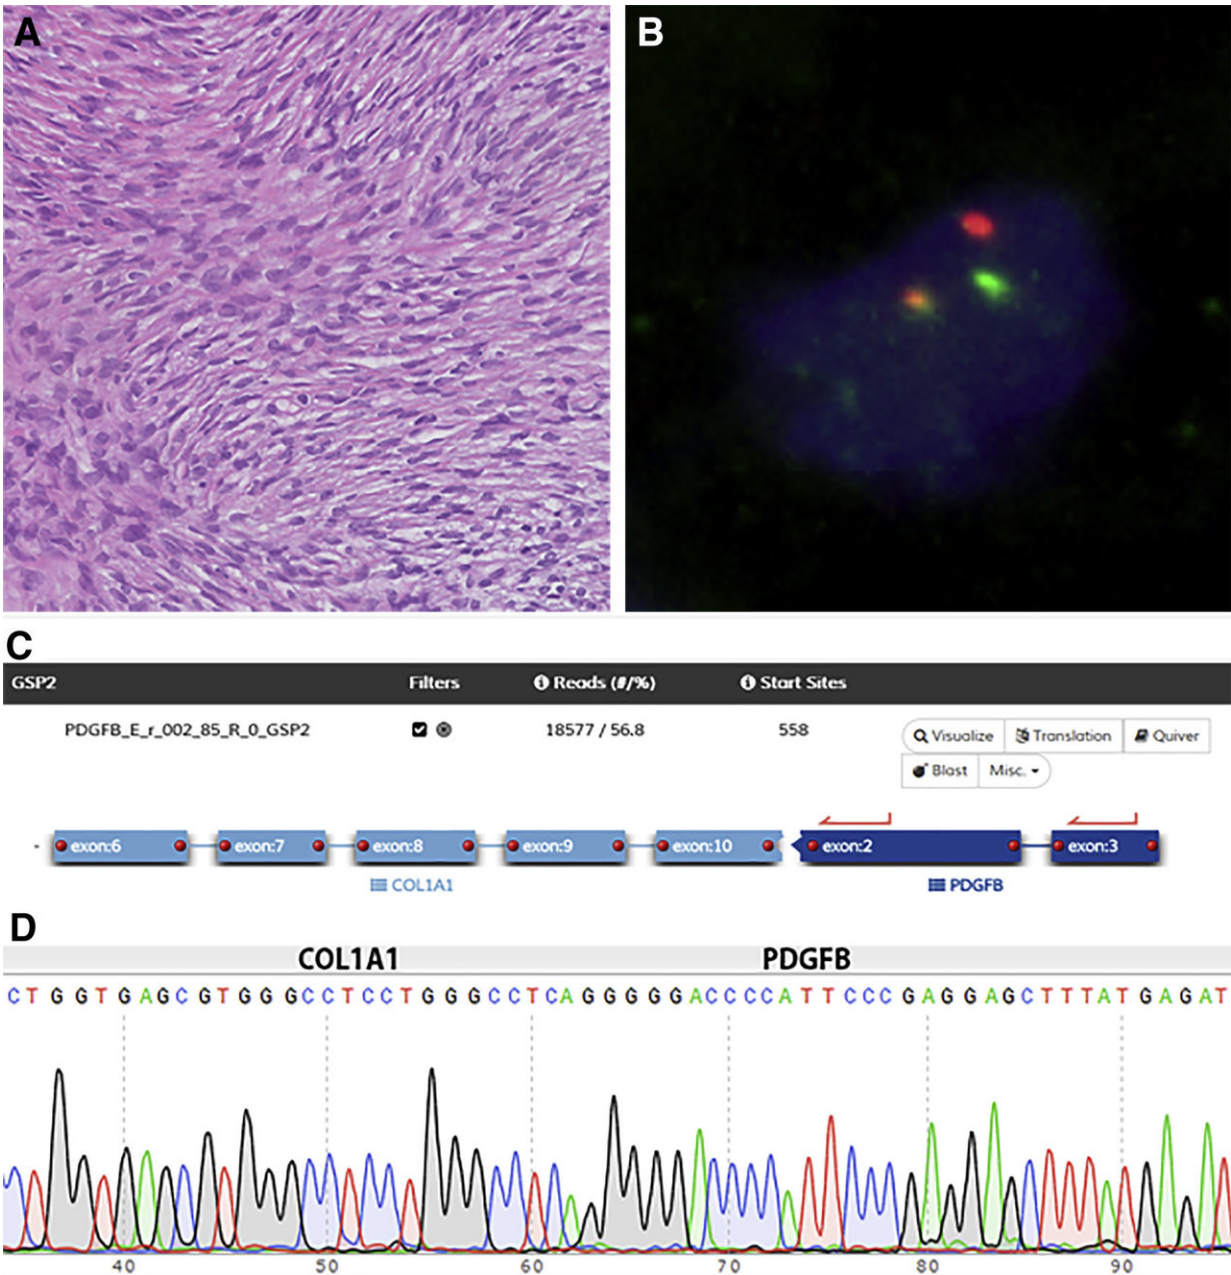 A
B
C
GSP2 Filters Reads (#/%) Start Sites
PDGFB_E_r_002_85_R_0_GSP2 18577 / 56.8 558
Visualize Translation Quiver
Blast Misc.
exon:6 exon:7 exon:8 exon:9 exon:10 exon:2 exon:3
COL1A1 PDGFB
D
COL1A1 PDGFB
C T G G T G A G C G T G G G C C T C C T G G G C C T C A G G G G G A C C C C A T T C C C G A G G A G C T T T A T G A G A T
40 50 60 70 80 90